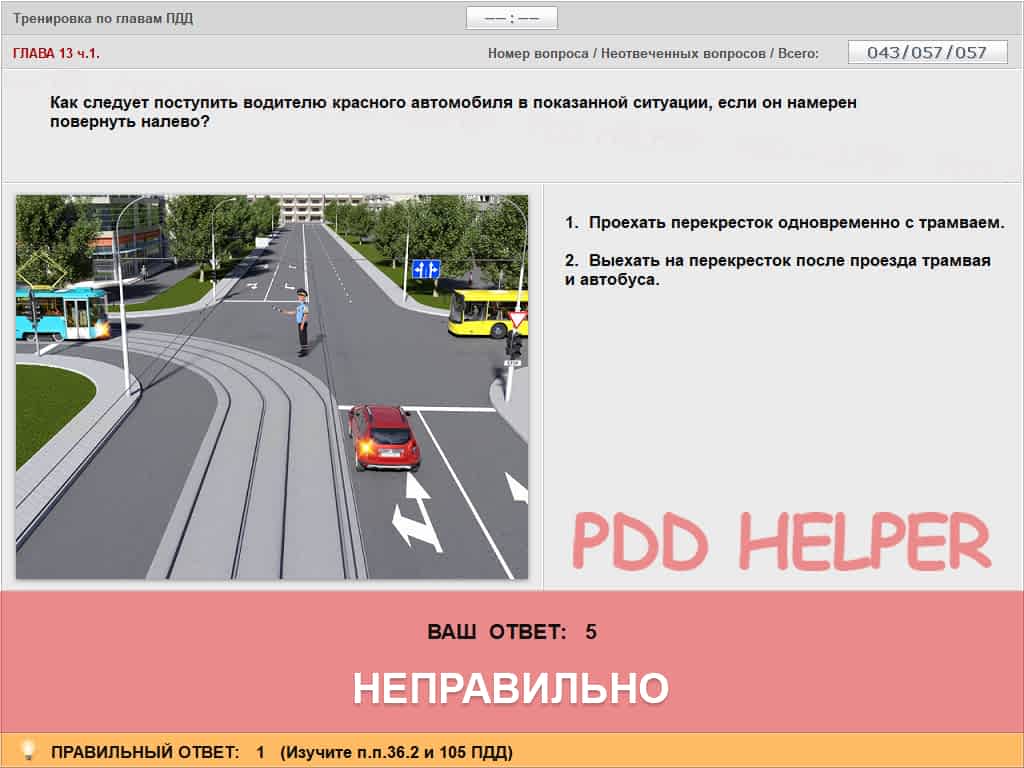 Тренировка по главам ПДД
—— : ——
ГЛАВА 13 ч.1.
Номер вопроса / Неотвеченных вопросов / Всего:
043/057/057
Как следует поступить водителю красного автомобиля в показанной ситуации, если он намерен
повернуть налево?
1. Проехать перекресток одновременно с трамваем.
2. Выехать на перекресток после проезда трамвая
и автобуса.
PDD HELPER
ВАШ ОТВЕТ: 5
НЕПРАВИЛЬНО
ПРАВИЛЬНЫЙ ОТВЕТ: 1 (Изучите п.п.36.2 и 105 ПДД)